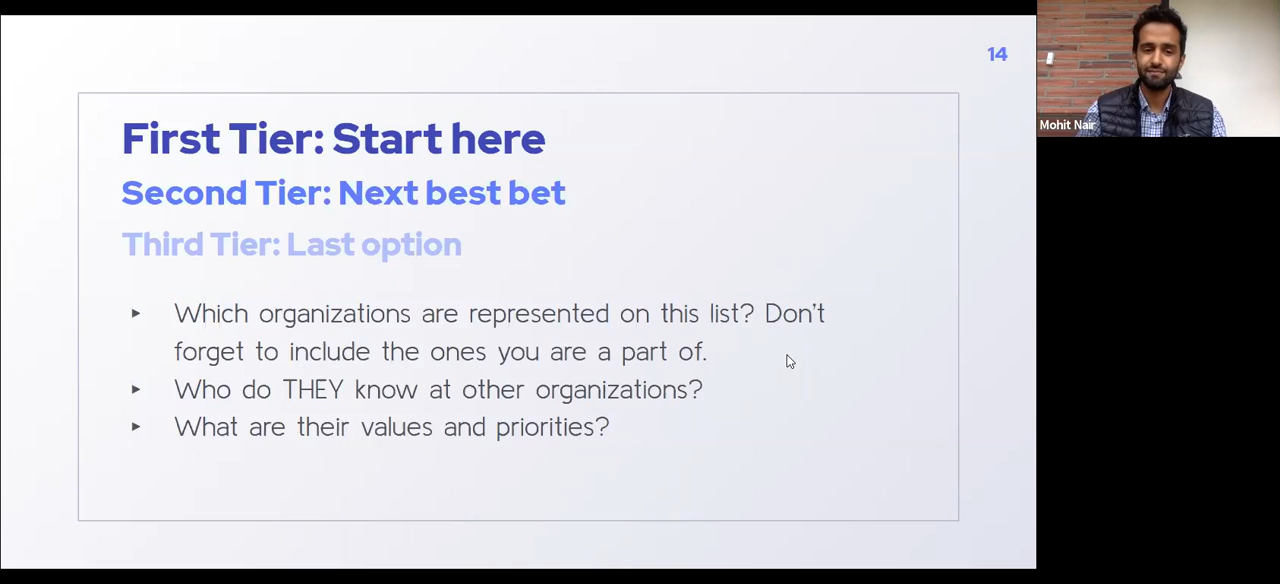 14
First Tier: Start here
Second Tier: Next best bet
Third Tier: Last option
▸ Which organizations are represented on this list? Don't
forget to include the ones you are a part of.
▸ Who do THEY know at other organizations?
▸ What are their values and priorities?
Mohit Nair